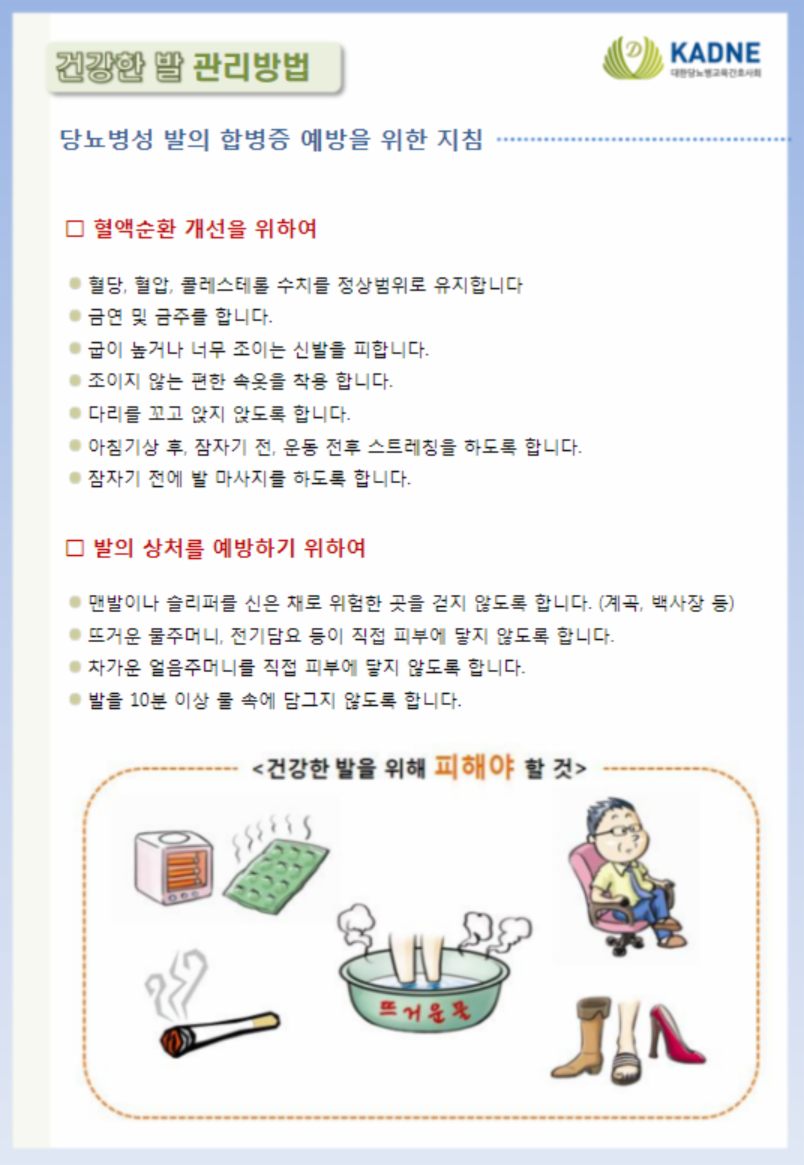 건강한 발 관리방법
KADNE
대한당뇨병교육간호사회
당뇨병성 발의 합병증 예방을 위한 지침
□ 혈액순환 개선을 위하여
혈당, 혈압, 콜레스테롤 수치를 정상범위로 유지합니다
금연 및 금주를 합니다.
굽이 높거나 너무 조이는 신발을 피합니다.
조이지 않는 편한 속옷을 착용 합니다.
다리를 꼬고 앉지 않도록 합니다.
아침기상 후, 잠자기 전, 운동 전후 스트레칭을 하도록 합니다.
잠자기 전에 발 마사지를 하도록 합니다.
□ 발의 상처를 예방하기 위하여
맨발이나 슬리퍼를 신은 채로 위험한 곳을 걷지 않도록 합니다. (계곡, 백사장 등)
뜨거운 물주머니, 전기담요 등이 직접 피부에 닿지 않도록 합니다.
차가운 얼음주머니를 직접 피부에 닿지 않도록 합니다.
발을 10분 이상 물 속에 담그지 않도록 합니다.
<건강한 발을 위해 피해야 할 것>
뜨거운물